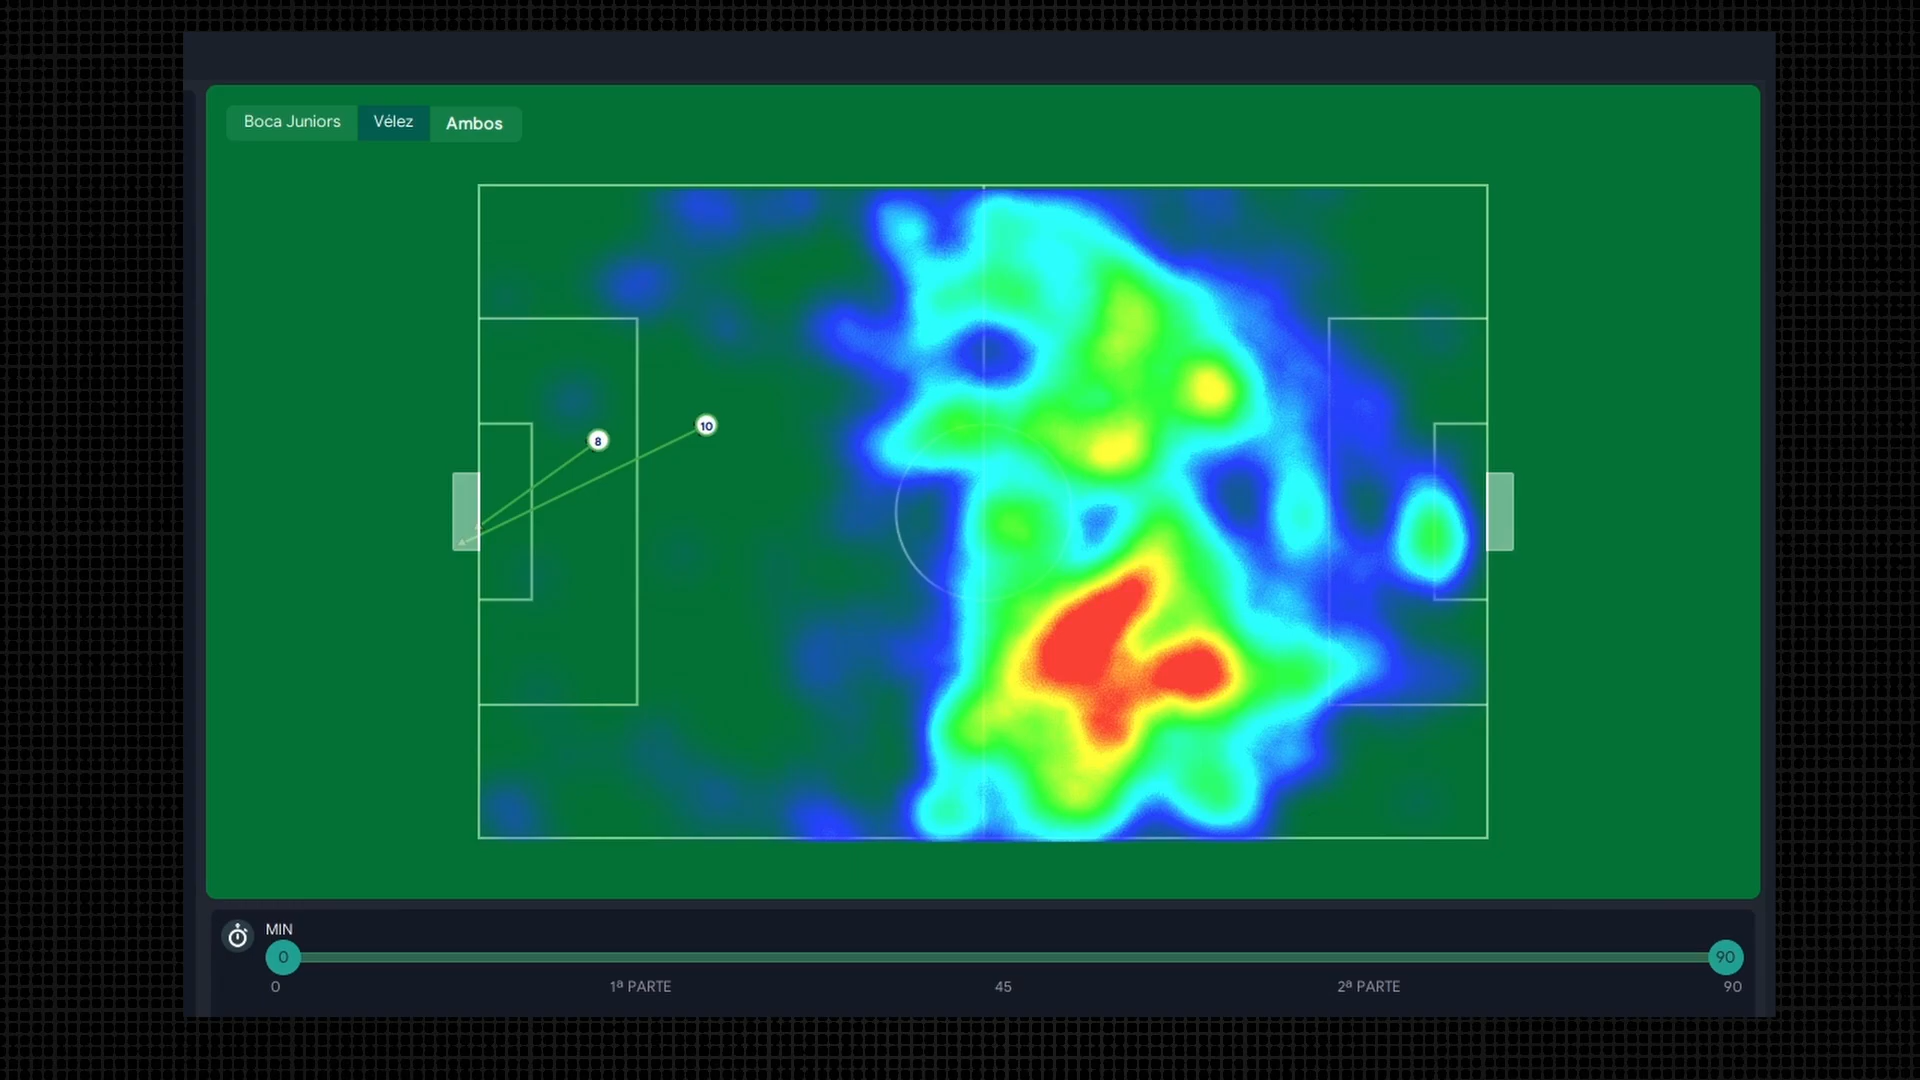 Boca Juniors Vélez Ambos
10
8
MIN
0 90
0 1ª PARTE 45 2ª PARTE 90